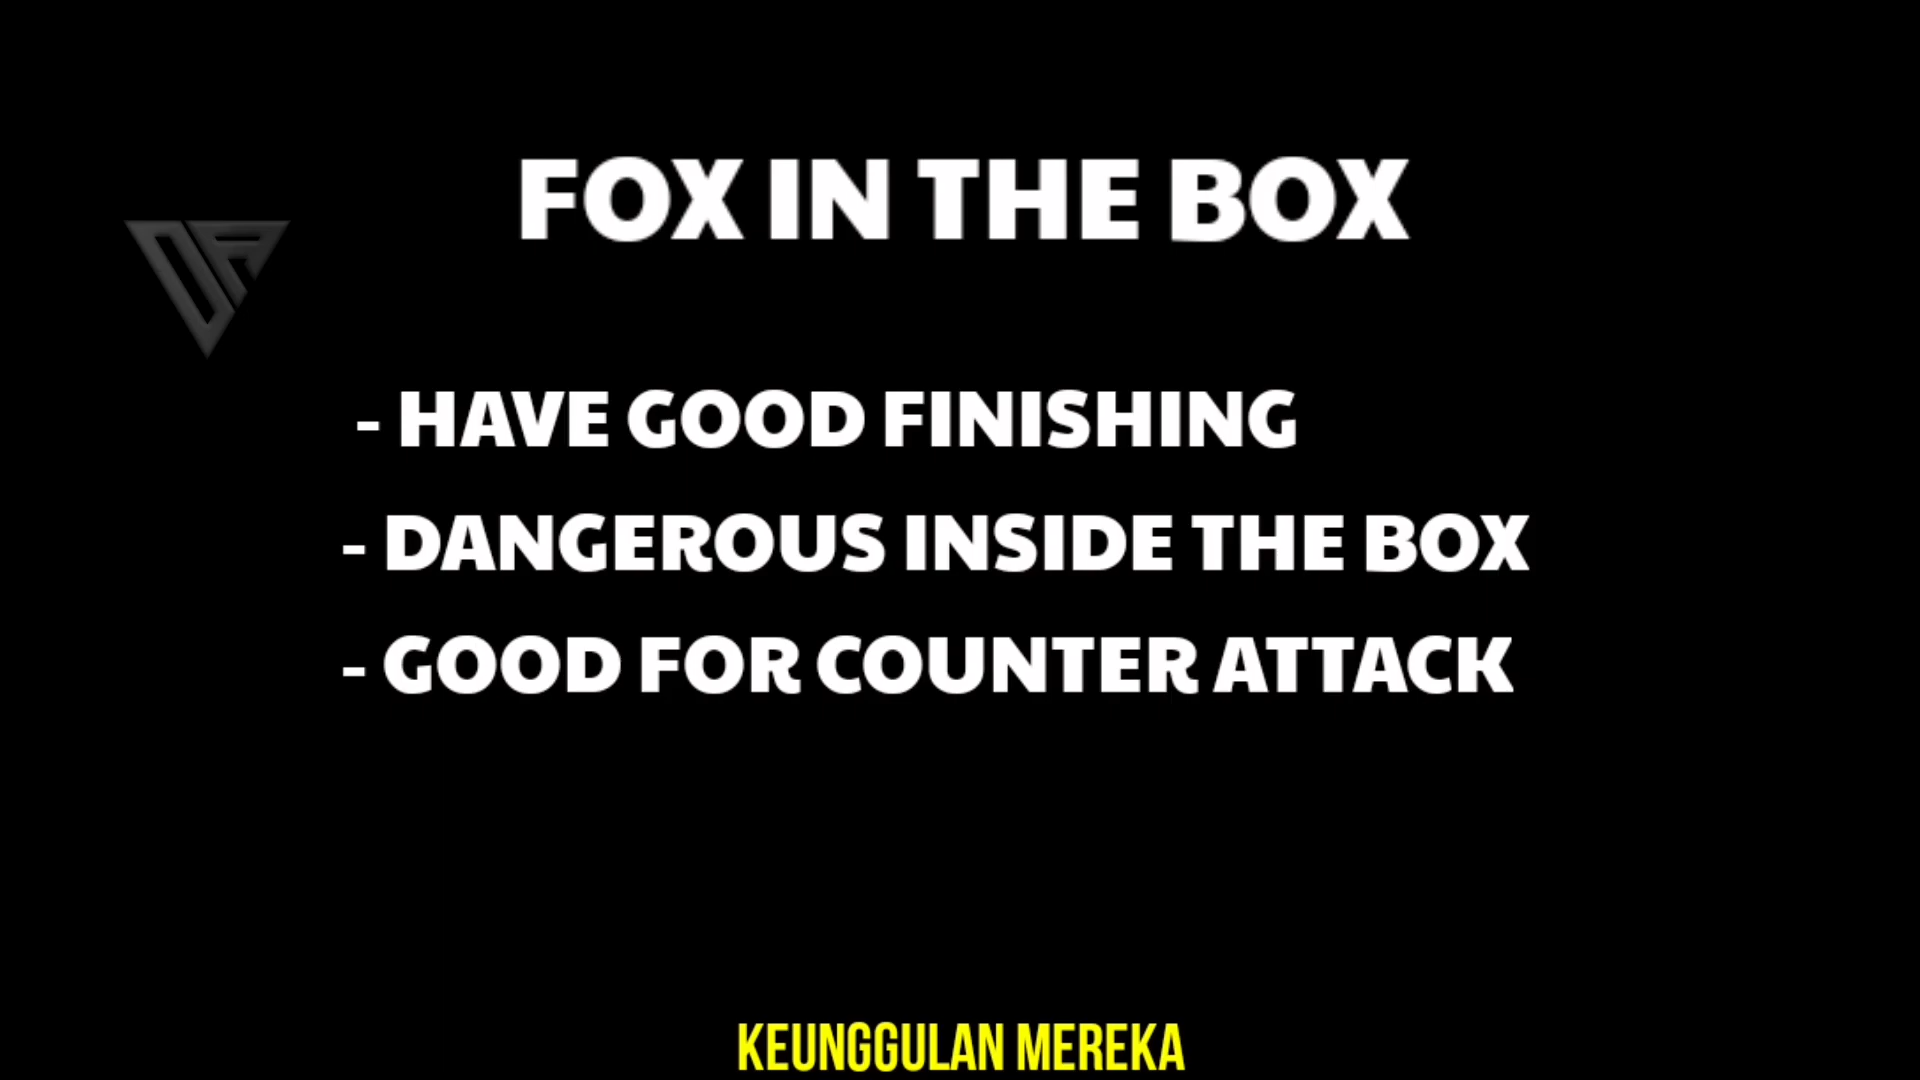 FOX IN THE BOX
- HAVE GOOD FINISHING
- DANGEROUS INSIDE THE BOX
- GOOD FOR COUNTER ATTACK
KEUNGGULAN MEREKA